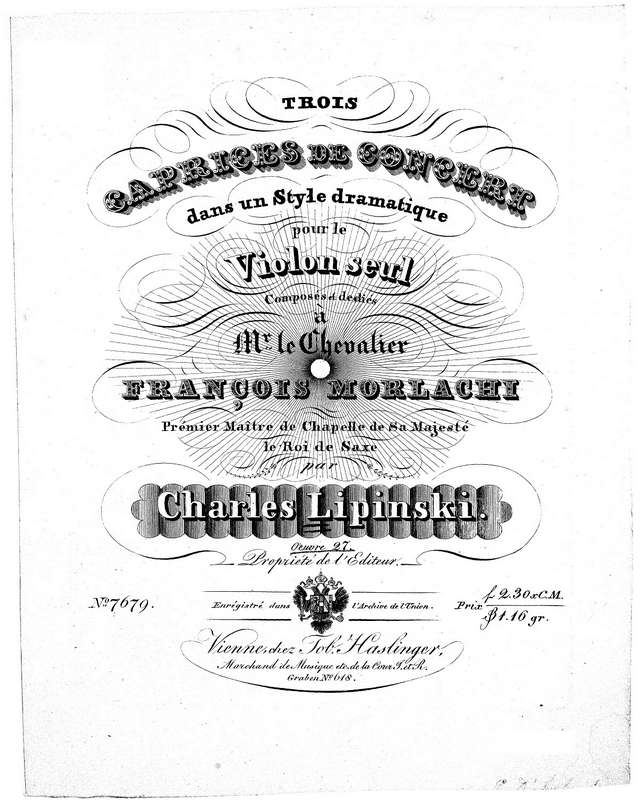 TROIS
CAPRICES DE CONCERT
dans un Style dramatique
pour le
Violon seul
Composés et dediés
à
Mr. le Chevalier
FRANÇOIS MORLACHI
Prémier Maître de Chapelle de Sa Majesté
le Roi de Saxe
par
Charles Lipinski.
Oeuvre 27.
Propriété de l'Editeur.
No. 7679.
Enrégistré dans l'Archive de l'Union.
Prix f 2.30 x C.M.
1.16 gr.
Vienne, chez Tob. Haslinger,
Marchand de Musique etc. de la Cour I. et R.
Graben No. 618.